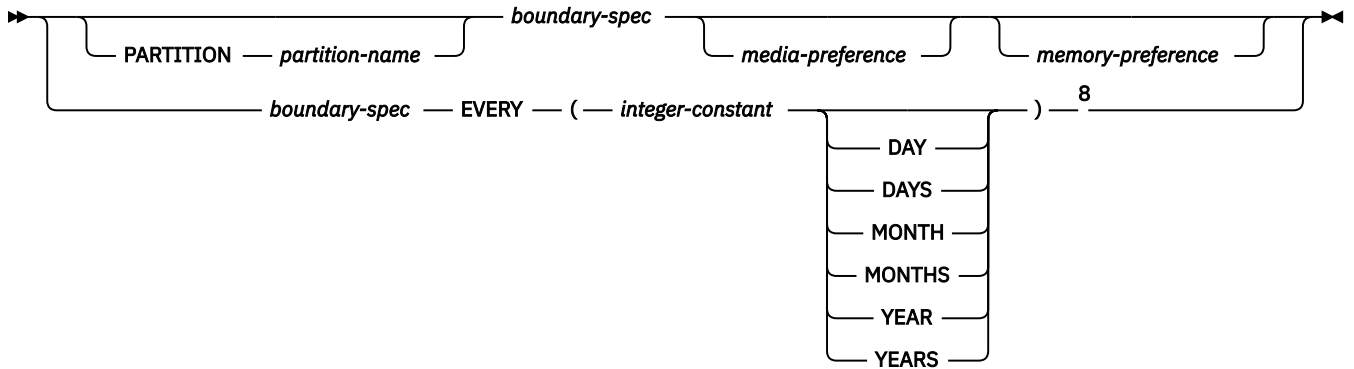 boundary-spec
PARTITION partition-name media-preference memory-preference
boundary-spec EVERY ( integer-constant ) 8
DAY
DAYS
MONTH
MONTHS
YEAR
YEARS